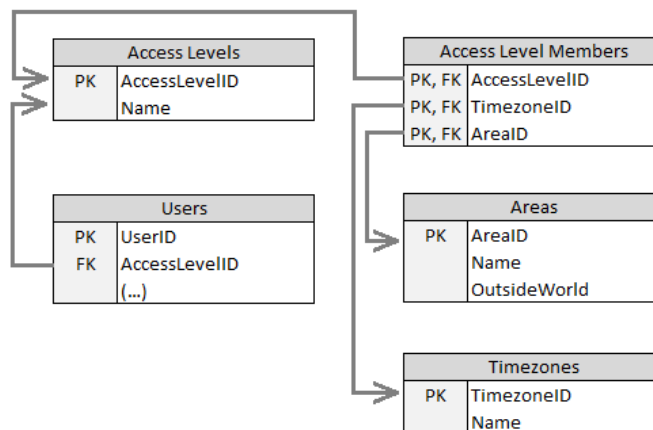 Access Levels
PK AccessLevelID
Name
Access Level Members
PK, FK AccessLevelID
PK, FK TimezoneID
PK, FK AreaID
Users
PK UserID
FK AccessLevelID
(...)
Areas
PK AreaID
Name
OutsideWorld
Timezones
PK TimezoneID
Name